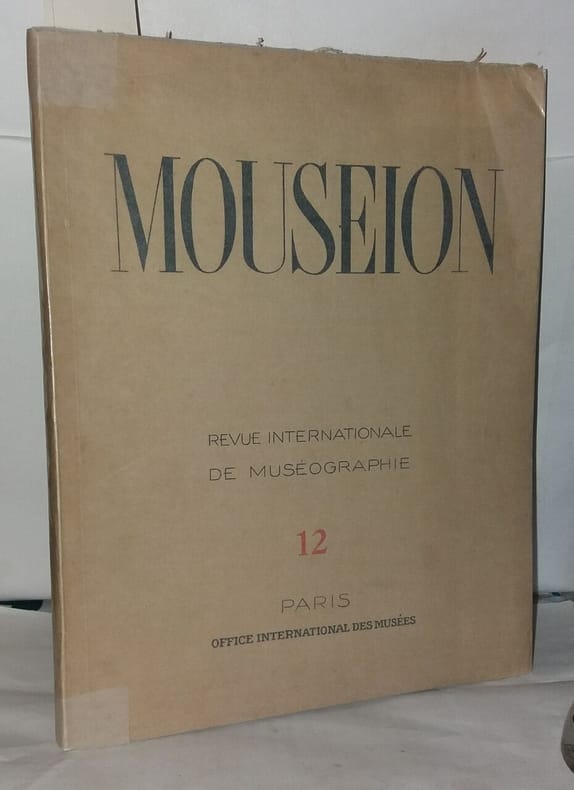 MOUSEION
REVUE INTERNATIONALE
DE MUSÉOGRAPHIE
12
PARIS
OFFICE INTERNATIONAL DES MUSÉES